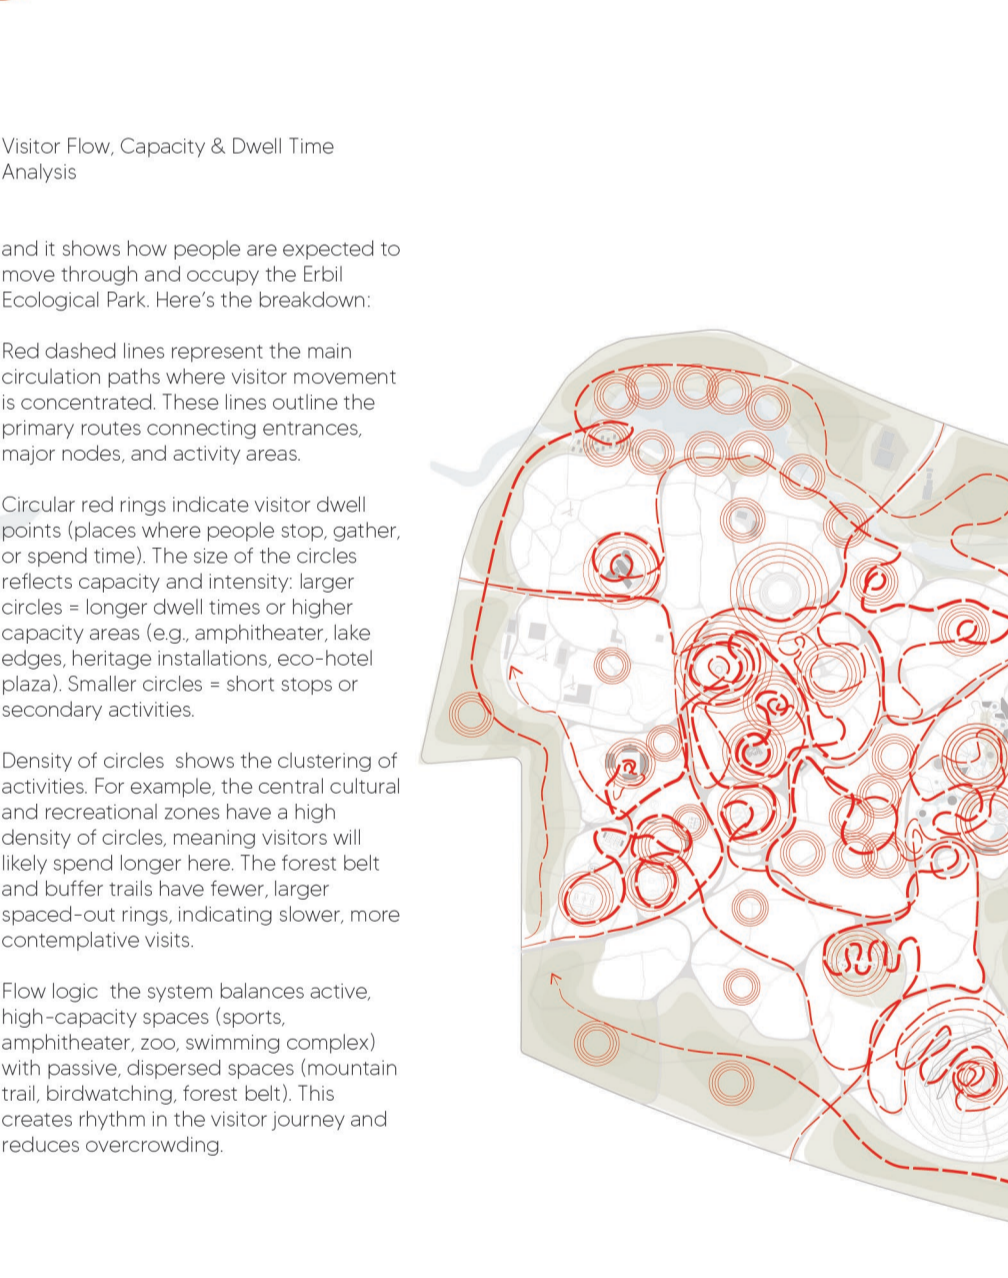 Visitor Flow, Capacity & Dwell Time
Analysis
and it shows how people are expected to
move through and occupy the Erbil
Ecological Park. Here's the breakdown:
Red dashed lines represent the main
circulation paths where visitor movement
is concentrated. These lines outline the
primary routes connecting entrances,
major nodes, and activity areas.
Circular red rings indicate visitor dwell
points (places where people stop, gather,
or spend time). The size of the circles
reflects capacity and intensity: larger
circles = longer dwell times or higher
capacity areas (e.g., amphitheater, lake
edges, heritage installations, eco-hotel
plaza). Smaller circles = short stops or
secondary activities.
Density of circles  shows the clustering of
activities. For example, the central cultural
and recreational zones have a high
density of circles, meaning visitors will
likely spend longer here. The forest belt
and buffer trails have fewer, larger
spaced-out rings, indicating slower, more
contemplative visits.
Flow logic  the system balances active,
high-capacity spaces (sports,
amphitheater, zoo, swimming complex)
with passive, dispersed spaces (mountain
trail, birdwatching, forest belt). This
creates rhythm in the visitor journey and
reduces overcrowding.